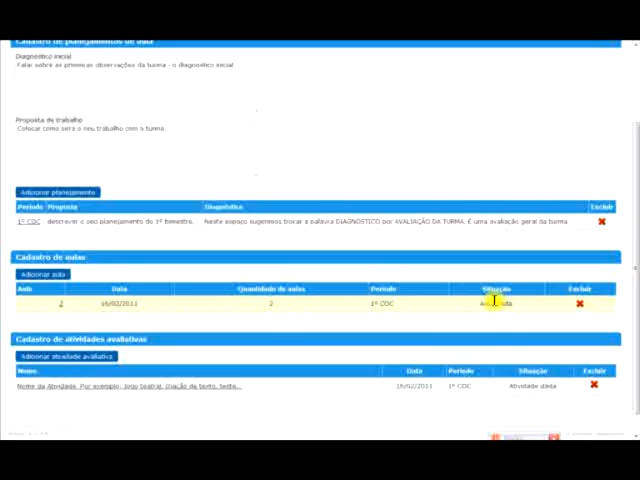 Cadastro de planejamentos de aula
Diagnóstico inicial
Falar sobre as primeiras observações da turma - o diagnóstico inicial
Proposta de trabalho
Colocar como será o seu trabalho com a turma.
Adicionar planejamento
Período Proposta Diagnóstico Excluir
1º COC descrever o seu planejamento do 1º bimestre. Neste espaço sugerimos trocar a palavra DIAGNÓSTICO por AVALIAÇÃO DA TURMA. É uma avaliação geral da turma.
Cadastro de aulas
Adicionar aula
Aula Data Quantidade de aulas Período Situação Excluir
2 16/02/2011 2 1º COC
Cadastro de atividades avaliativas
Adicionar atividade avaliativa
Nome Data Período Situação Excluir
Nome da Atividade. Por exemplo: Jogo teatral, criação de texto, teste... 16/02/2011 1º COC Atividade dada